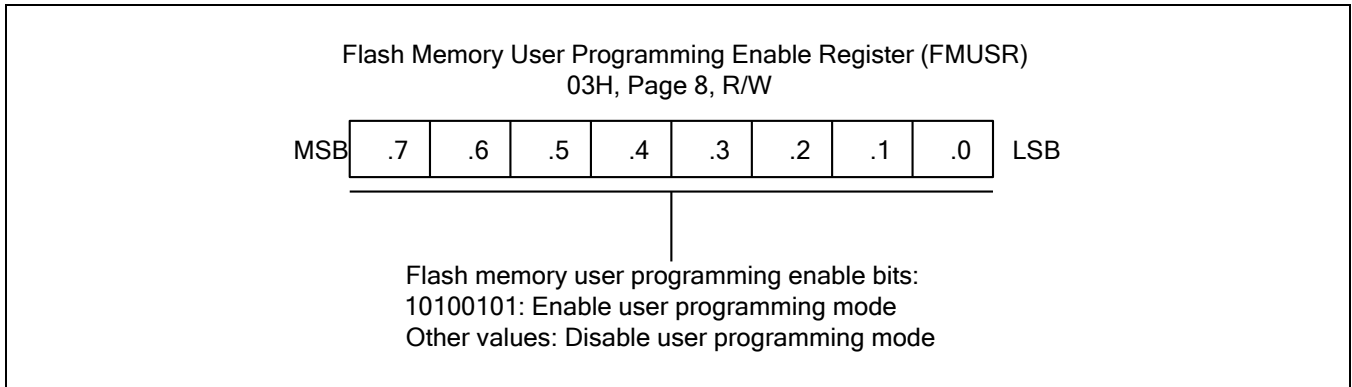 Flash Memory User Programming Enable Register (FMUSR)
03H, Page 8, R/W
MSB .7 .6 .5 .4 .3 .2 .1 .0 LSB
Flash memory user programming enable bits:
10100101: Enable user programming mode
Other values: Disable user programming mode